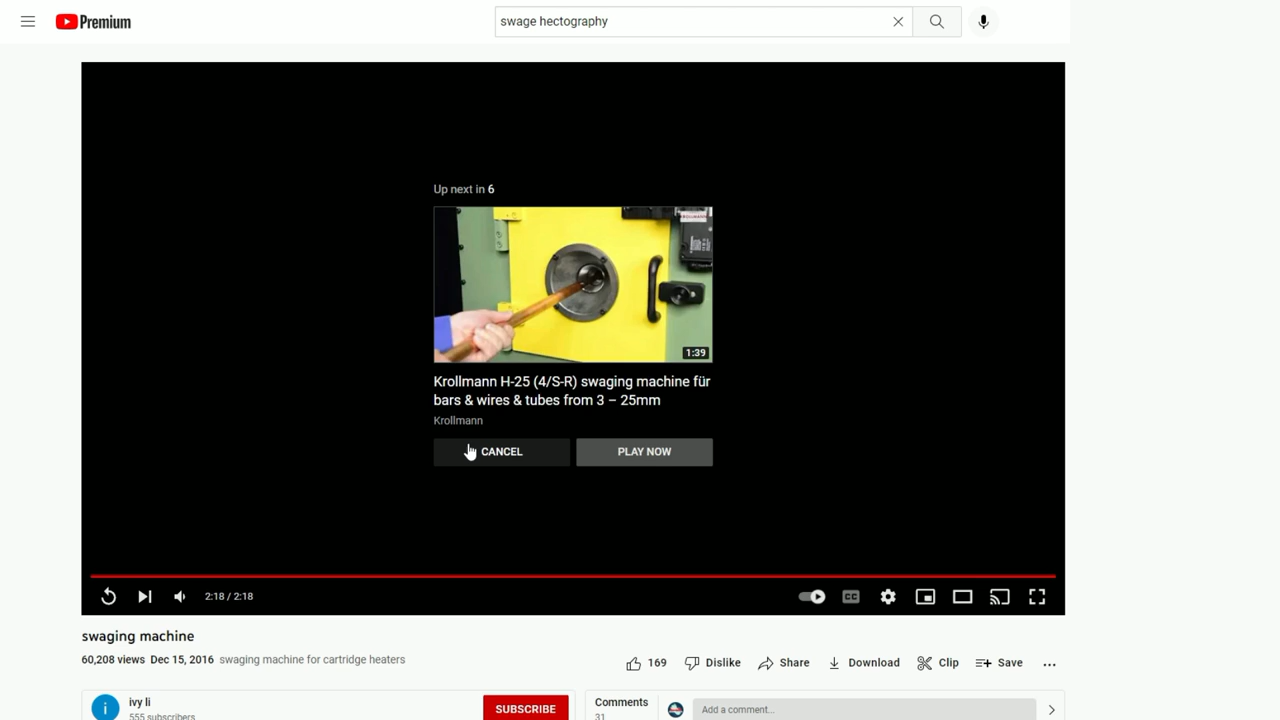 Premium
swage hectography
Up next in 6
KROLLMANN
1:39
Krollmann H-25 (4/S-R) swaging machine für
bars & wires & tubes from 3 – 25mm
Krollmann
CANCEL PLAY NOW
2:18 / 2:18
CC
swaging machine
60,208 views Dec 15, 2016 swaging machine for cartridge heaters
169 Dislike Share Download Clip Save
i ivy li
555 subscribers
SUBSCRIBE
Comments
31
Add a comment...